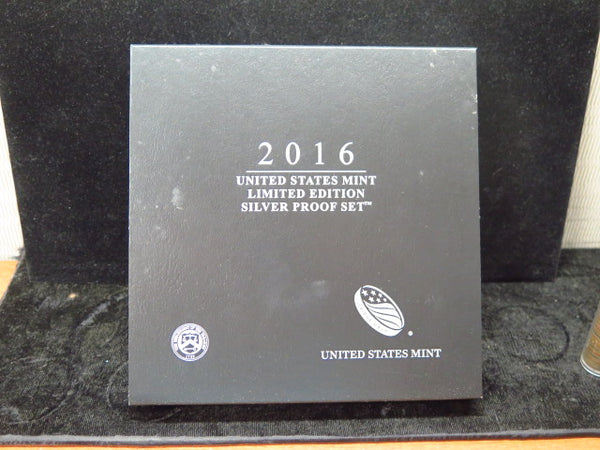 2016
UNITED STATES MINT
LIMITED EDITION
SILVER PROOF SET™
UNITED STATES MINT